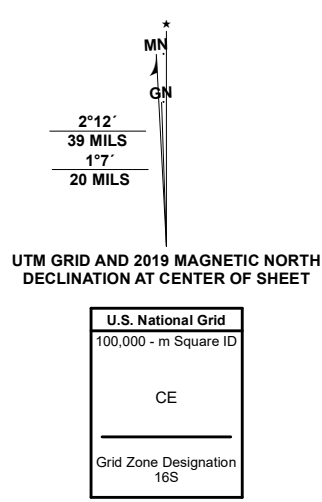 MN
GN
2°12´
39 MILS
1°7´
20 MILS
UTM GRID AND 2019 MAGNETIC NORTH
DECLINATION AT CENTER OF SHEET
U.S. National Grid
100,000 - m Square ID
CE
Grid Zone Designation
16S